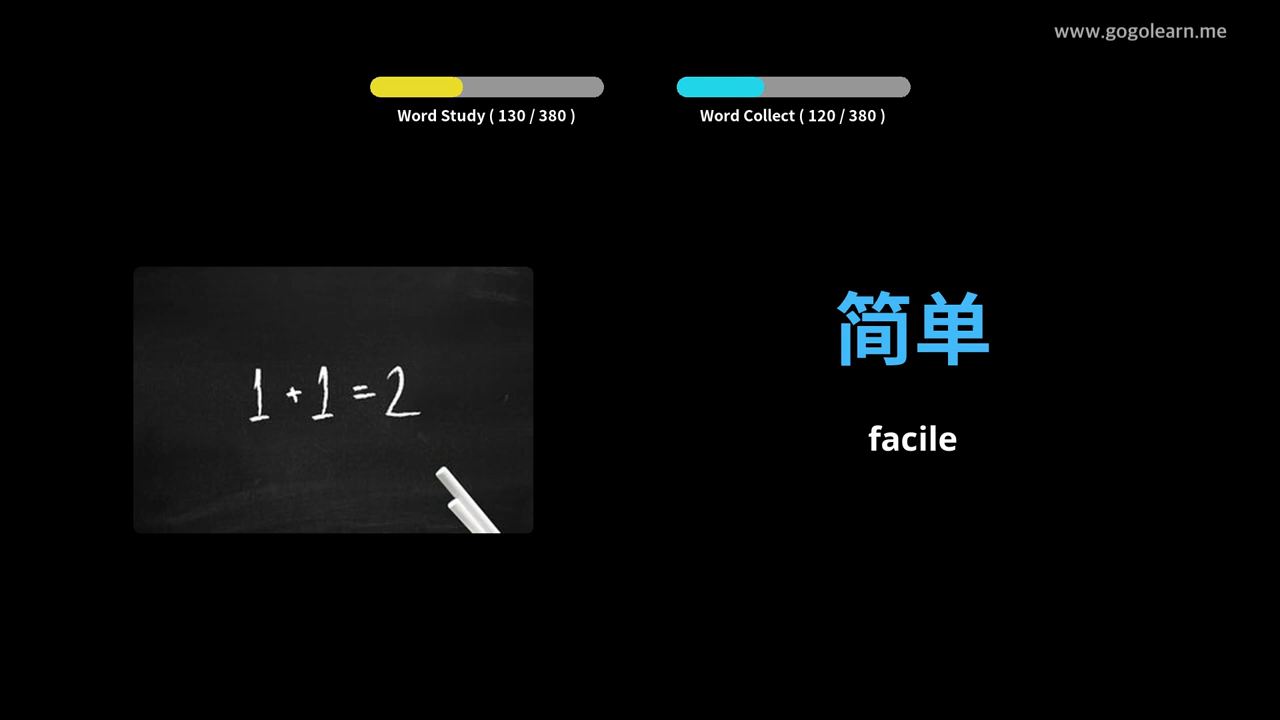 www.gogolearn.me
Word Study ( 130 / 380 )
Word Collect ( 120 / 380 )
1 + 1 = 2
简单
facile